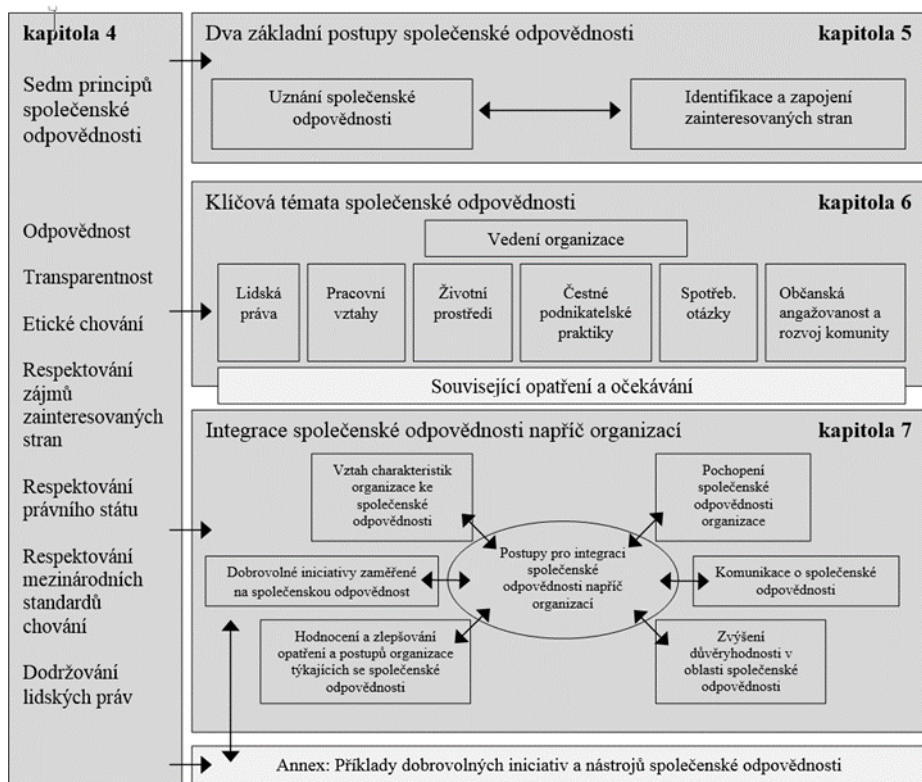 kapitola 4
Sedm principů
společenské
odpovědnosti
Odpovědnost
Transparentnost
Etické chování
Respektování
zájmů
zainteresovaných
stran
Respektování
právního státu
Respektování
mezinárodních
standardů
chování
Dodržování
lidských práv
Dva základní postupy společenské odpovědnosti
kapitola 5
Uznání společenské
odpovědnosti
Identifikace a zapojení
zainteresovaných stran
Klíčová témata společenské odpovědnosti
kapitola 6
Vedení organizace
Lidská
práva
Pracovní
vztahy
Životní
prostředí
Čestné
podnikatelské
praktiky
Spotřeb.
otázky
Občanská
angažovanost a
rozvoj komunity
Související opatření a očekávání
Integrace společenské odpovědnosti napříč organizací
kapitola 7
Vztah charakteristik
organizace ke
společenské
odpovědnosti
Pochopení
společenské
odpovědnosti
organizace
Postupy pro integraci
společenské
odpovědnosti napříč
organizací
Dobrovolné iniciativy zaměřené
na společenskou odpovědnost
Komunikace o společenské
odpovědnosti
Hodnocení a zlepšování
opatření a postupů organizace
týkajících se společenské
odpovědnosti
Zvýšení
důvěryhodnosti v
oblasti společenské
odpovědnosti
Annex: Příklady dobrovolných iniciativ a nástrojů společenské odpovědnosti